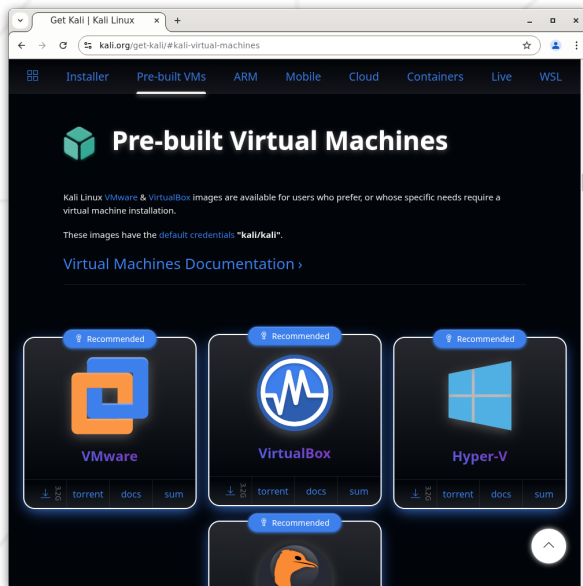 Get Kali | Kali Linux
kali.org/get-kali/#kali-virtual-machines
Installer Pre-built VMs ARM Mobile Cloud Containers Live WSL
Pre-built Virtual Machines
Kali Linux VMware & VirtualBox images are available for users who prefer, or whose specific needs require a
virtual machine installation.
These images have the default credentials "kali/kali".
Virtual Machines Documentation ›
Recommended
VMware
3.2G torrent docs sum
Recommended
VirtualBox
3.2G torrent docs sum
Recommended
Hyper-V
3.2G torrent docs sum
Recommended